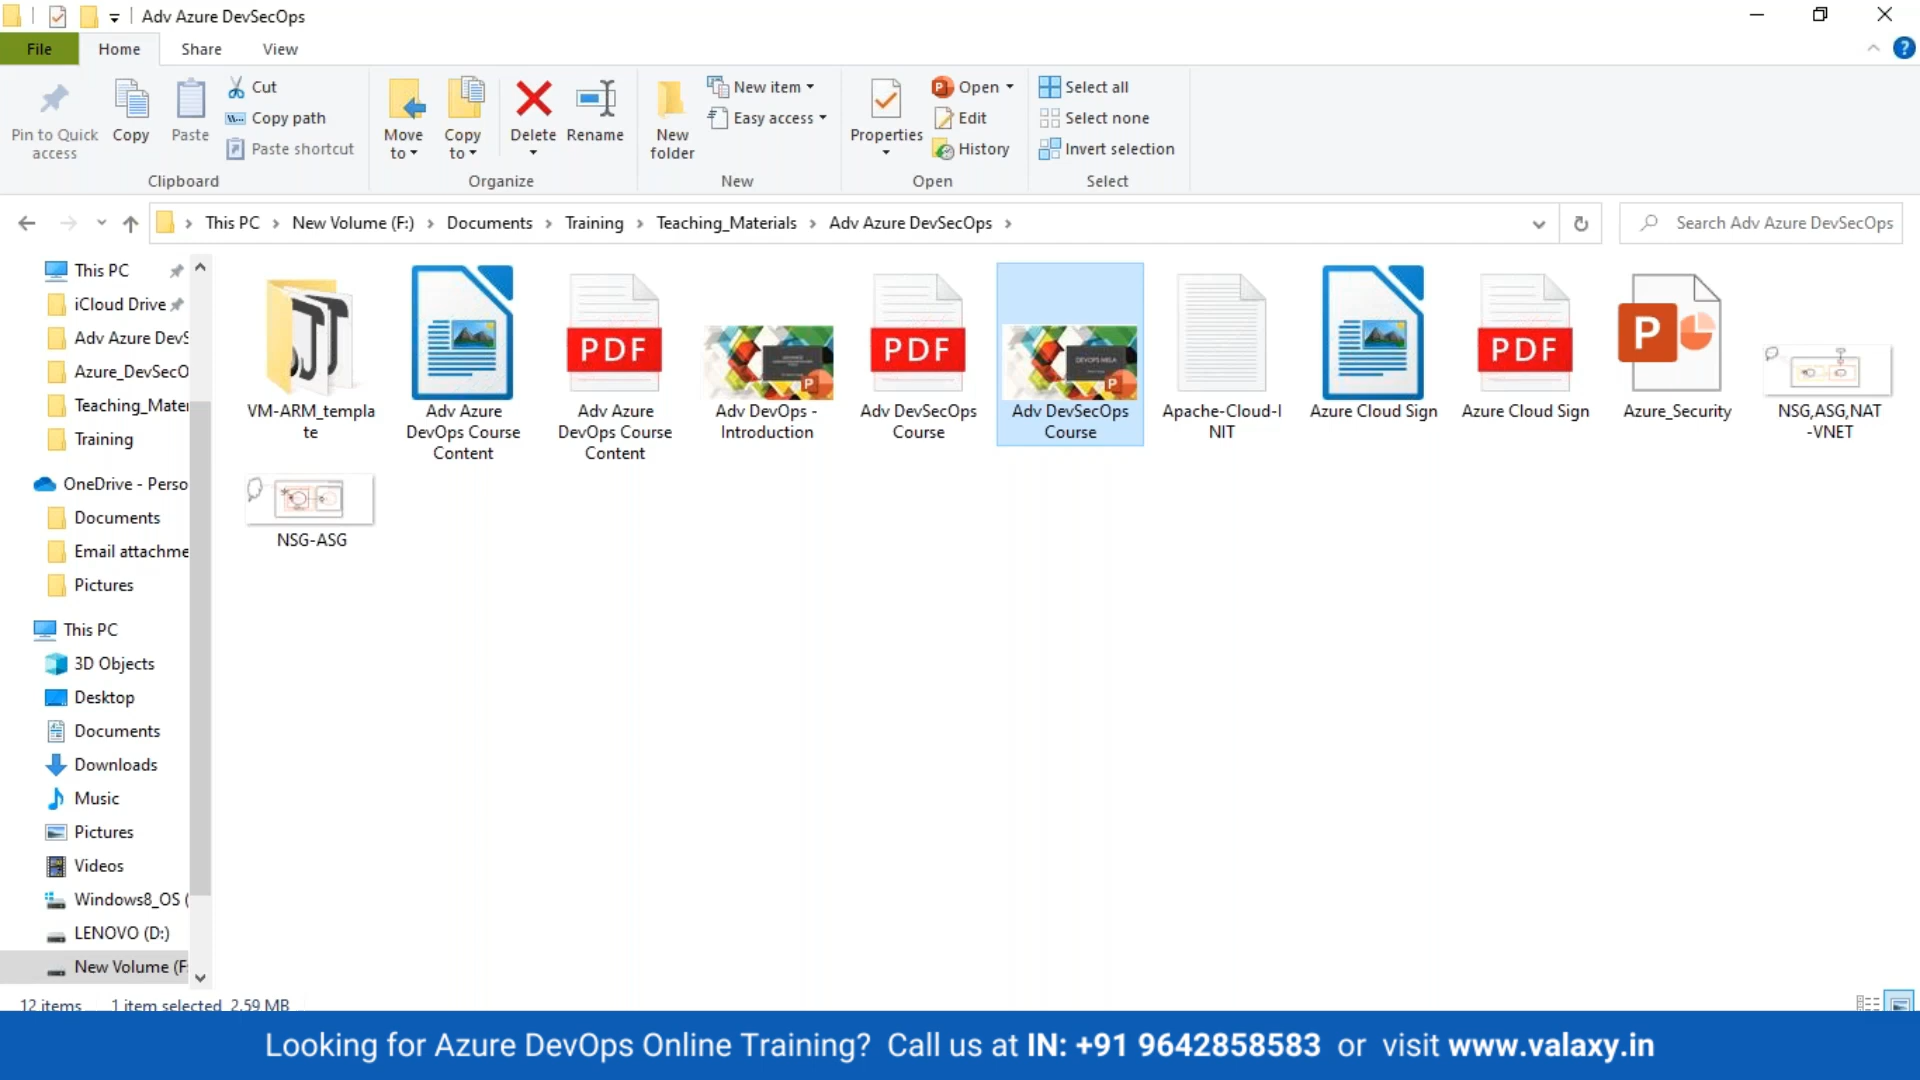 Adv Azure DevSecOps
File Home Share View
Pin to Quick access
Copy
Paste
Cut
Copy path
Paste shortcut
Move to
Copy to
Delete
Rename
New folder
New item
Easy access
Properties
Open
Edit
History
Select all
Select none
Invert selection
Clipboard Organize New Open Select
This PC New Volume (F:) Documents Training Teaching_Materials Adv Azure DevSecOps
Search Adv Azure DevSecOps
This PC
iCloud Drive
Adv Azure DevS
Azure_DevSecO
Teaching_Mater
Training
OneDrive - Perso
Documents
Email attachme
Pictures
This PC
3D Objects
Desktop
Documents
Downloads
Music
Pictures
Videos
Windows8_OS (
LENOVO (D:)
New Volume (F:
VM-ARM_templa
te
Adv Azure
DevOps Course
Content
PDF
Adv Azure
DevOps Course
Content
Adv DevOps -
Introduction
PDF
Adv DevSecOps
Course
DEVOPS MEL
Adv DevSecOps
Course
Apache-Cloud-I
NIT
Azure Cloud Sign
PDF
Azure Cloud Sign
P
Azure_Security
NSG,ASG,NAT
-VNET
NSG-ASG
12 items 1 item selected 2.59 MB
Looking for Azure DevOps Online Training? Call us at IN: +91 9642858583 or visit www.valaxy.in